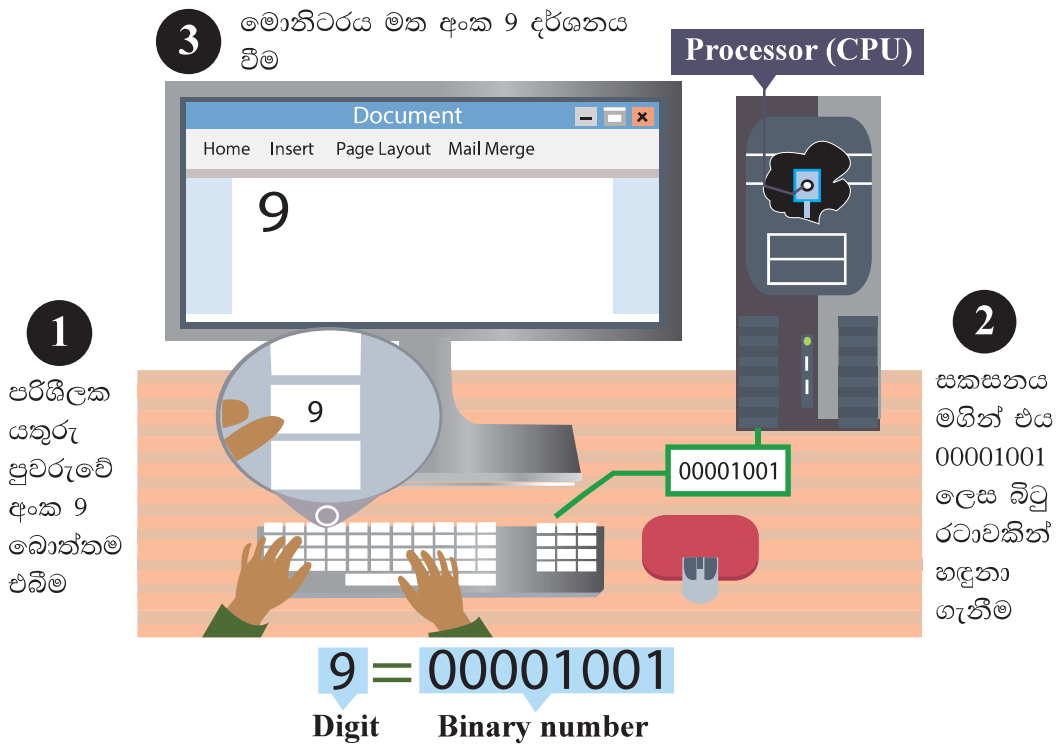 3
මොනිටරය මත අංක 9 දර්ශනය
වීම
Processor (CPU)
Document
Home Insert Page Layout Mail Merge
9
1
පරිශීලක
යතුරු
පුවරුවේ
අංක 9
බොත්තම
එබීම
9
2
සකසනය
මගින් එය
00001001
ලෙස බිටු
රටාවකින්
හඳුනා
ගැනීම
00001001
9 = 00001001
Digit Binary number